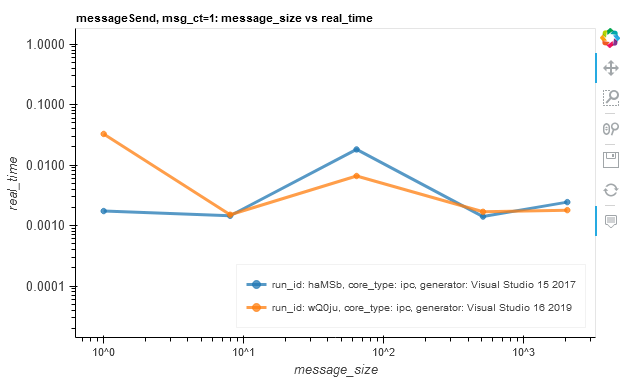 messageSend, msg_ct=1: message_size vs real_time
1.0000
0.1000
0.0100
0.0010
0.0001
real_time
run_id: haMSb, core_type: ipc, generator: Visual Studio 15 2017
run_id: wQ0ju, core_type: ipc, generator: Visual Studio 16 2019
10^0
10^1
10^2
10^3
message_size